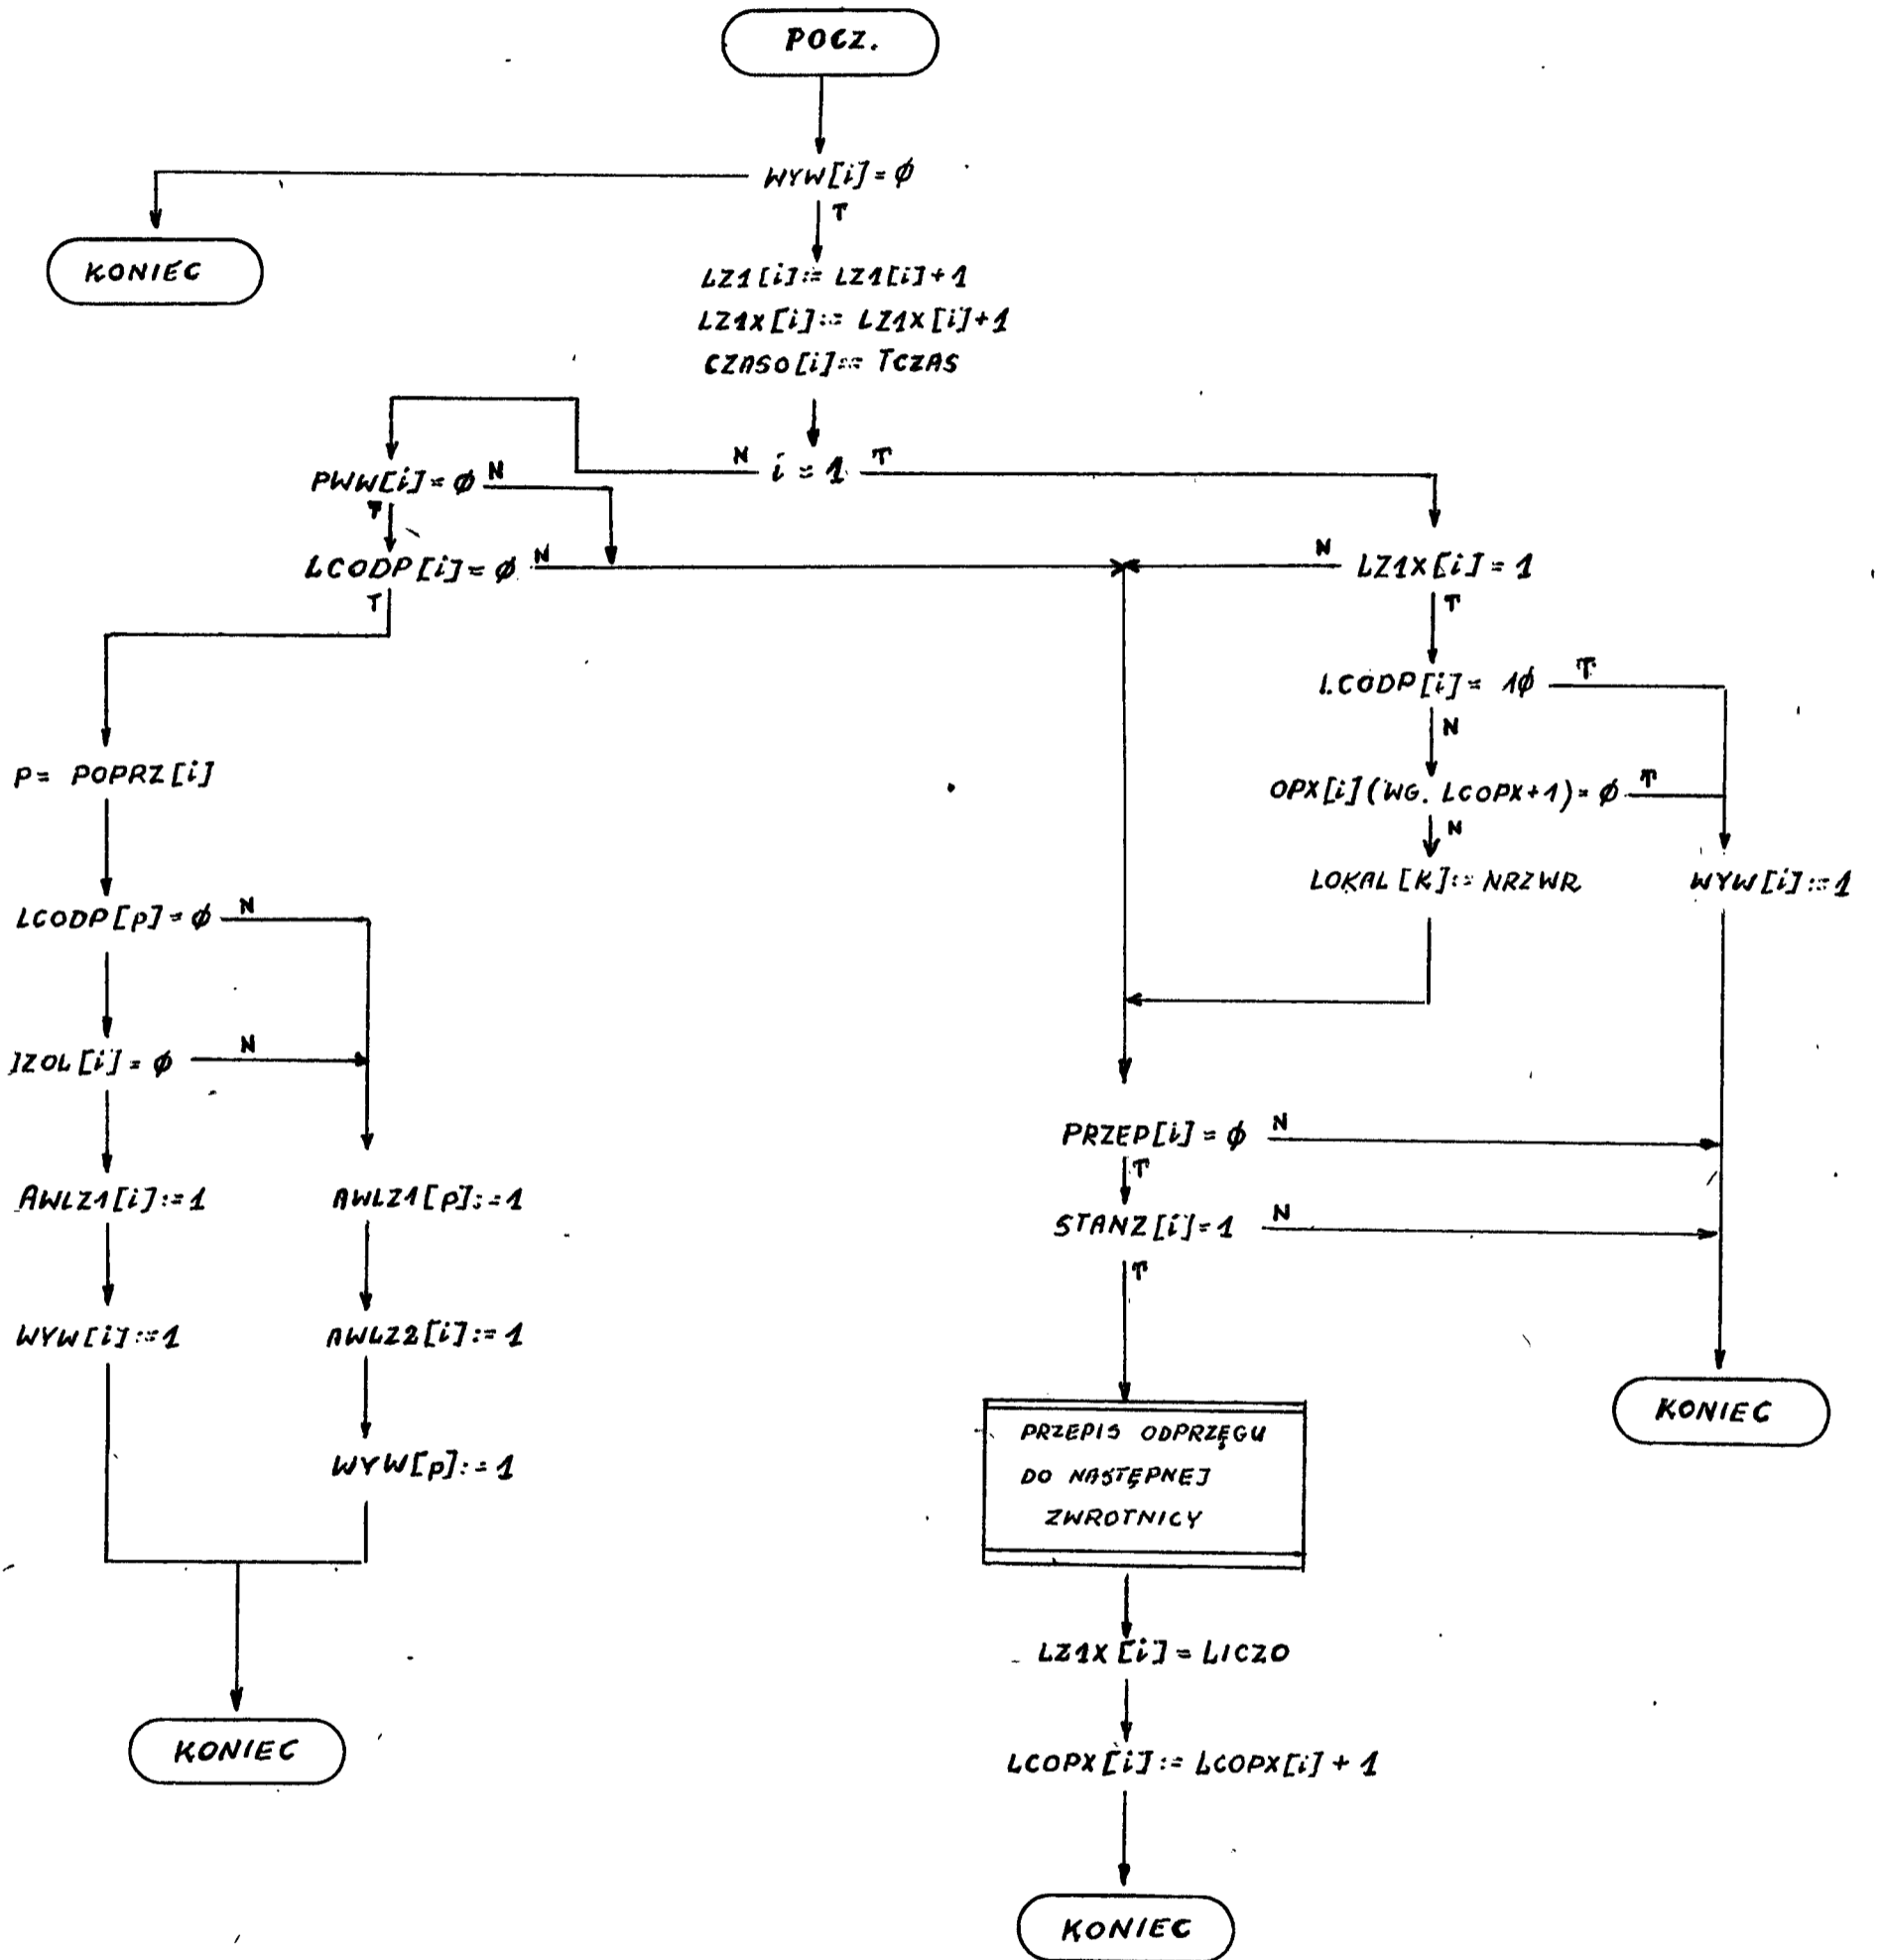 POCZ.
WYW[i]=ϕ
T
KONIEC
LZ1[i]:= LZ1[i]+1
LZ1X[i]:= LZ1X[i]+1
CZASO[i]:= TCZAS
N i = 1 T
PWW[i]=ϕ N
T
LCODP[i]=ϕ N
T
N LZ1X[i] = 1
T
LCODP[i]= 1ϕ T
N
P= POPRZ[i]
OPX[i](WG. LCOPX+1)=ϕ T
N
LOKAL[K]:= NRZWR
WYW[i]:=1
LCODP[p]=ϕ N
IZOL[i]=ϕ N
PRZEP[i]=ϕ N
T
AWLZ1[i]:=1
AWLZ1[p]:=1
STANZ[i]=1 N
T
WYW[i]:=1
AWLZ2[i]:=1
KONIEC
PRZEPIS ODPRZĘGU
DO NASTĘPNEJ
ZWROTNICY
WYW[p]:=1
LZ1X[i]=LICZO
KONIEC
LCOPX[i]:= LCOPX[i]+1
KONIEC